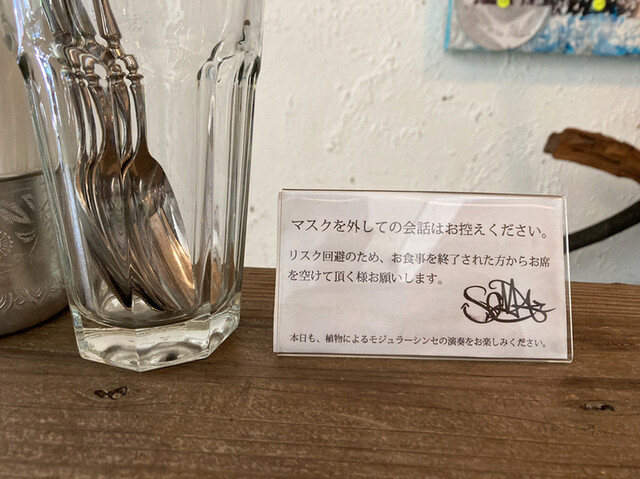 マスクを外しての会話はお控えください。
リスク回避のため、お食事を終了された方からお席
を空けて頂く様お願いします。
本日も、植物によるモジュラーシンセの演奏をお楽しみください。